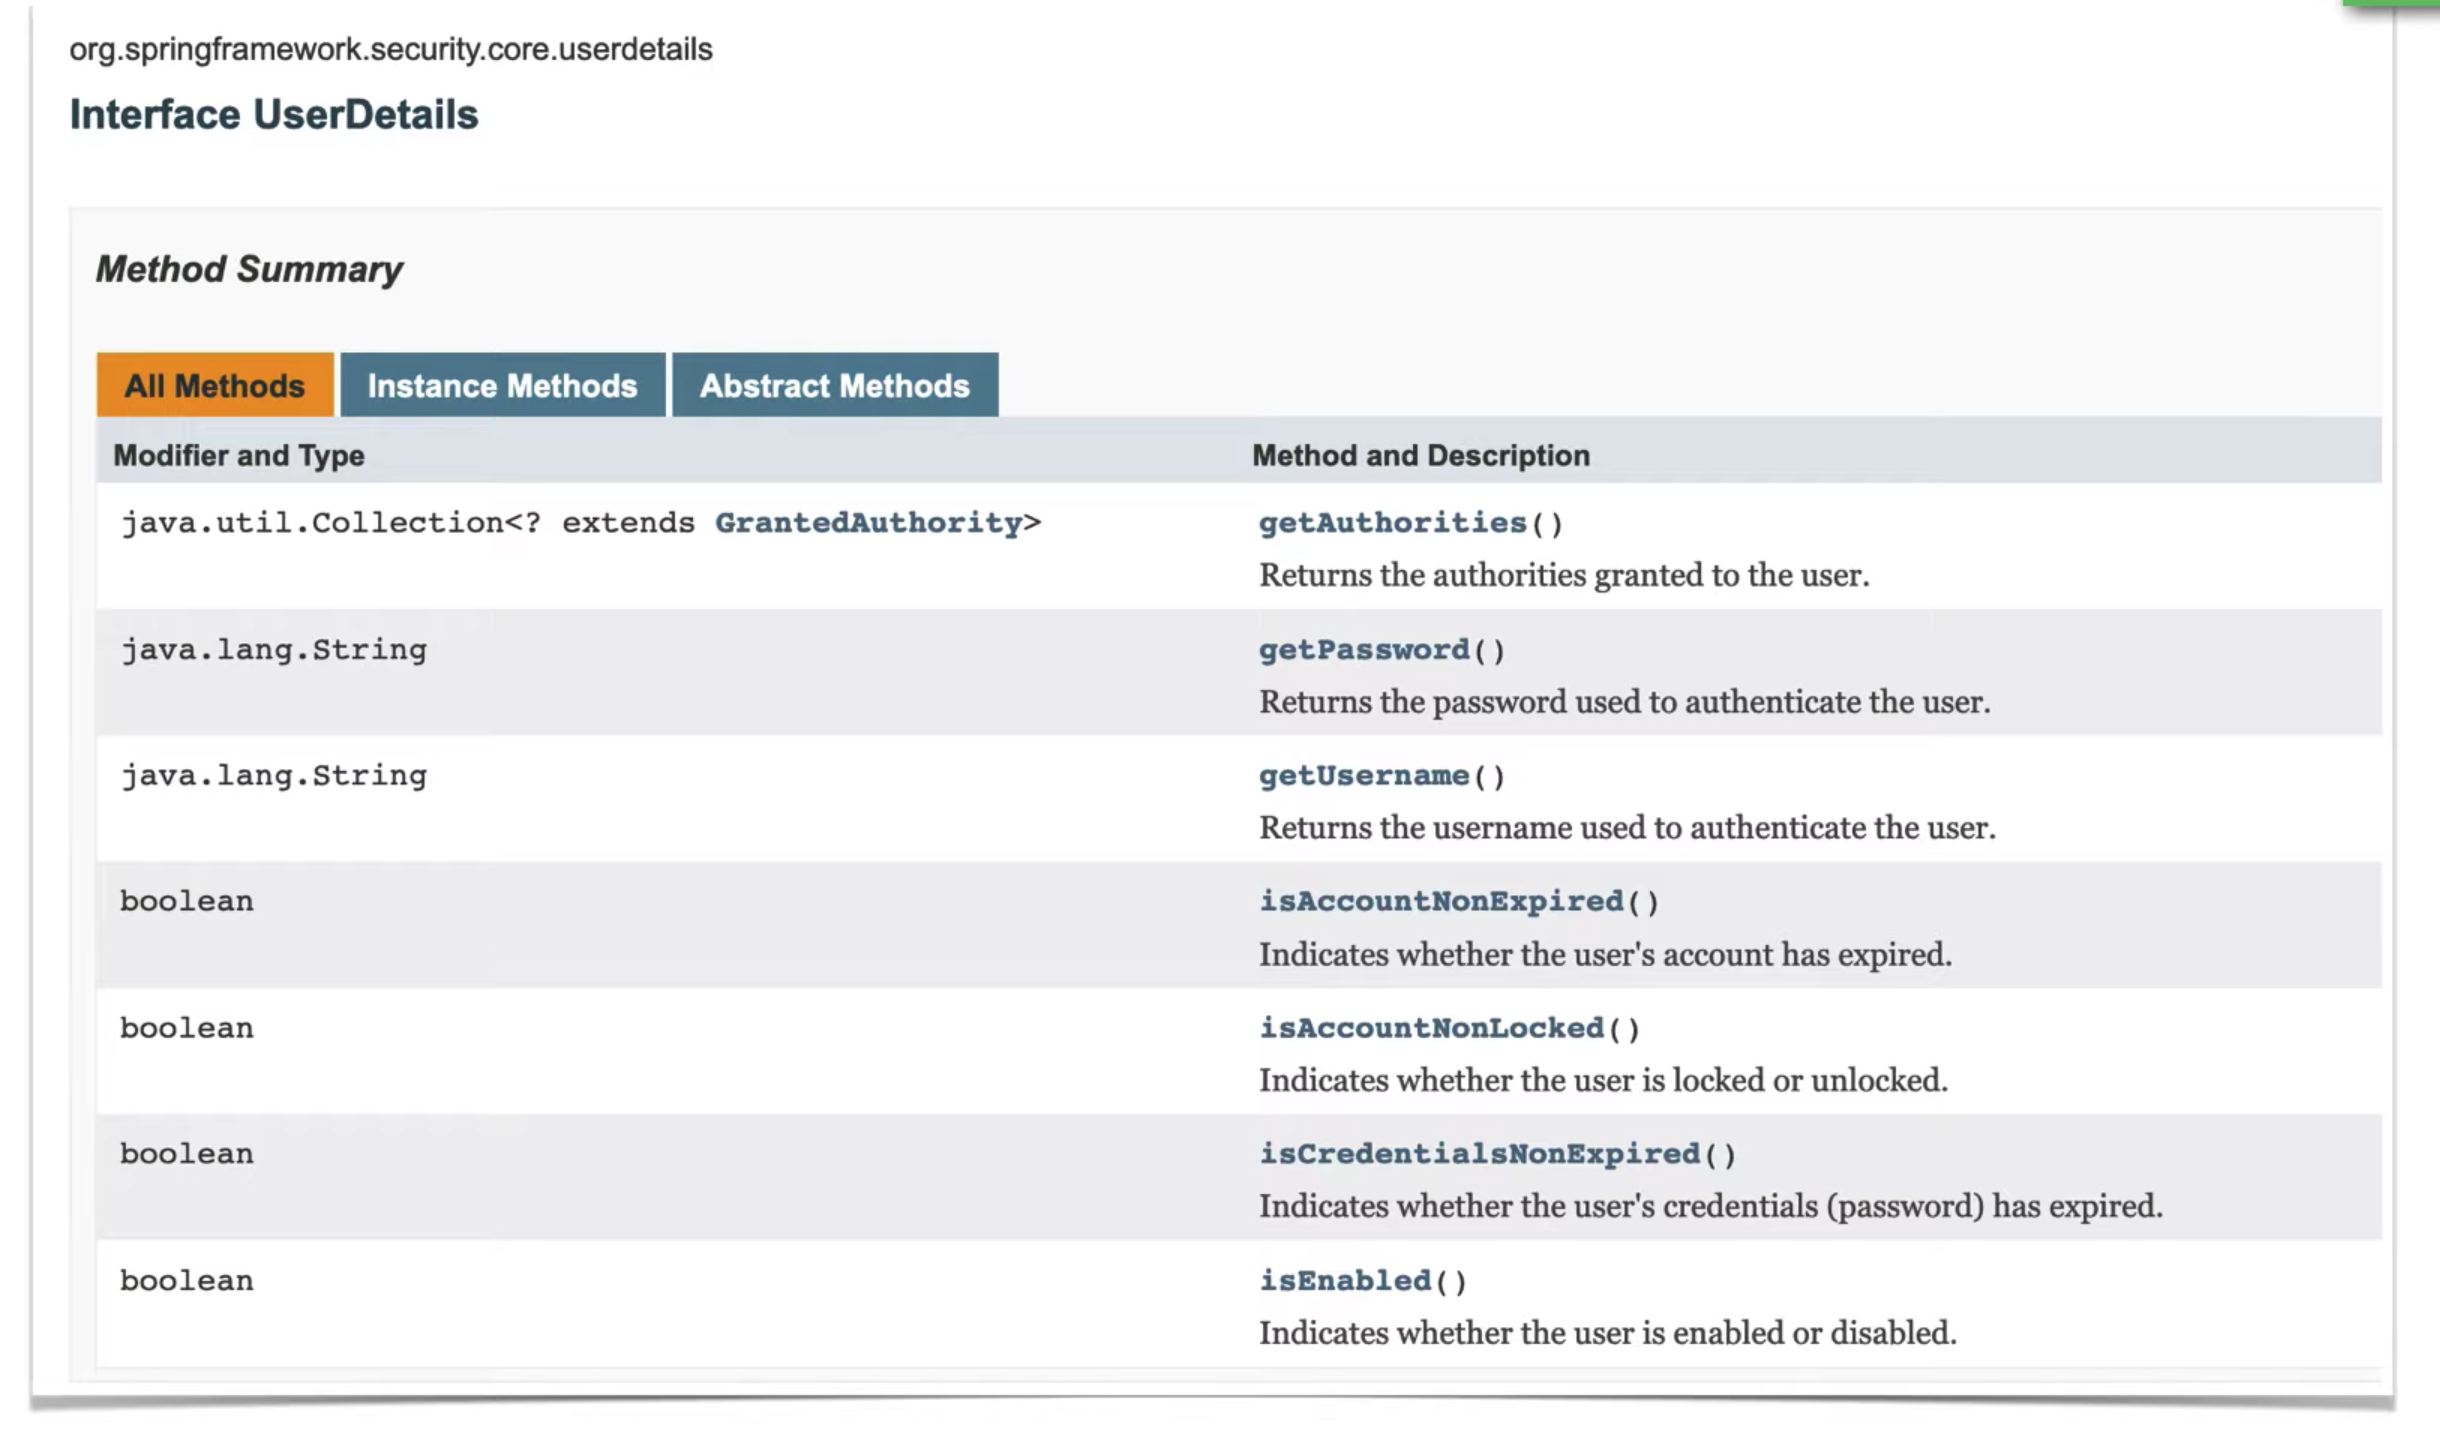 org.springframework.security.core.userdetails
Interface UserDetails
Method Summary
All Methods Instance Methods Abstract Methods
Modifier and Type Method and Description
java.util.Collection<? extends GrantedAuthority> getAuthorities()
Returns the authorities granted to the user.
java.lang.String getPassword()
Returns the password used to authenticate the user.
java.lang.String getUsername()
Returns the username used to authenticate the user.
boolean isAccountNonExpired()
Indicates whether the user's account has expired.
boolean isAccountNonLocked()
Indicates whether the user is locked or unlocked.
boolean isCredentialsNonExpired()
Indicates whether the user's credentials (password) has expired.
boolean isEnabled()
Indicates whether the user is enabled or disabled.